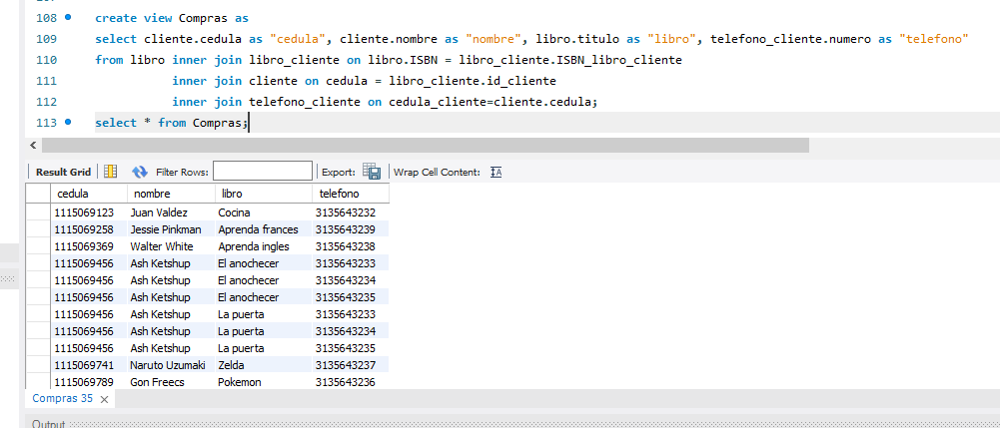 108 create view Compras as
109 select cliente.cedula as "cedula", cliente.nombre as "nombre", libro.titulo as "libro", telefono_cliente.numero as "telefono"
110 from libro inner join libro_cliente on libro.ISBN = libro_cliente.ISBN_libro_cliente
111 inner join cliente on cedula = libro_cliente.id_cliente
112 inner join telefono_cliente on cedula_cliente=cliente.cedula;
113 select * from Compras;
Result Grid Filter Rows: Export: Wrap Cell Content: IA
cedula nombre libro telefono
1115069123 Juan Valdez Cocina 3135643232
1115069258 Jessie Pinkman Aprenda frances 3135643239
1115069369 Walter White Aprenda ingles 3135643238
1115069456 Ash Ketshup El anochecer 3135643233
1115069456 Ash Ketshup El anochecer 3135643234
1115069456 Ash Ketshup El anochecer 3135643235
1115069456 Ash Ketshup La puerta 3135643233
1115069456 Ash Ketshup La puerta 3135643234
1115069456 Ash Ketshup La puerta 3135643235
1115069741 Naruto Uzumaki Zelda 3135643237
1115069789 Gon Freecs Pokemon 3135643236
Compras 35
Output